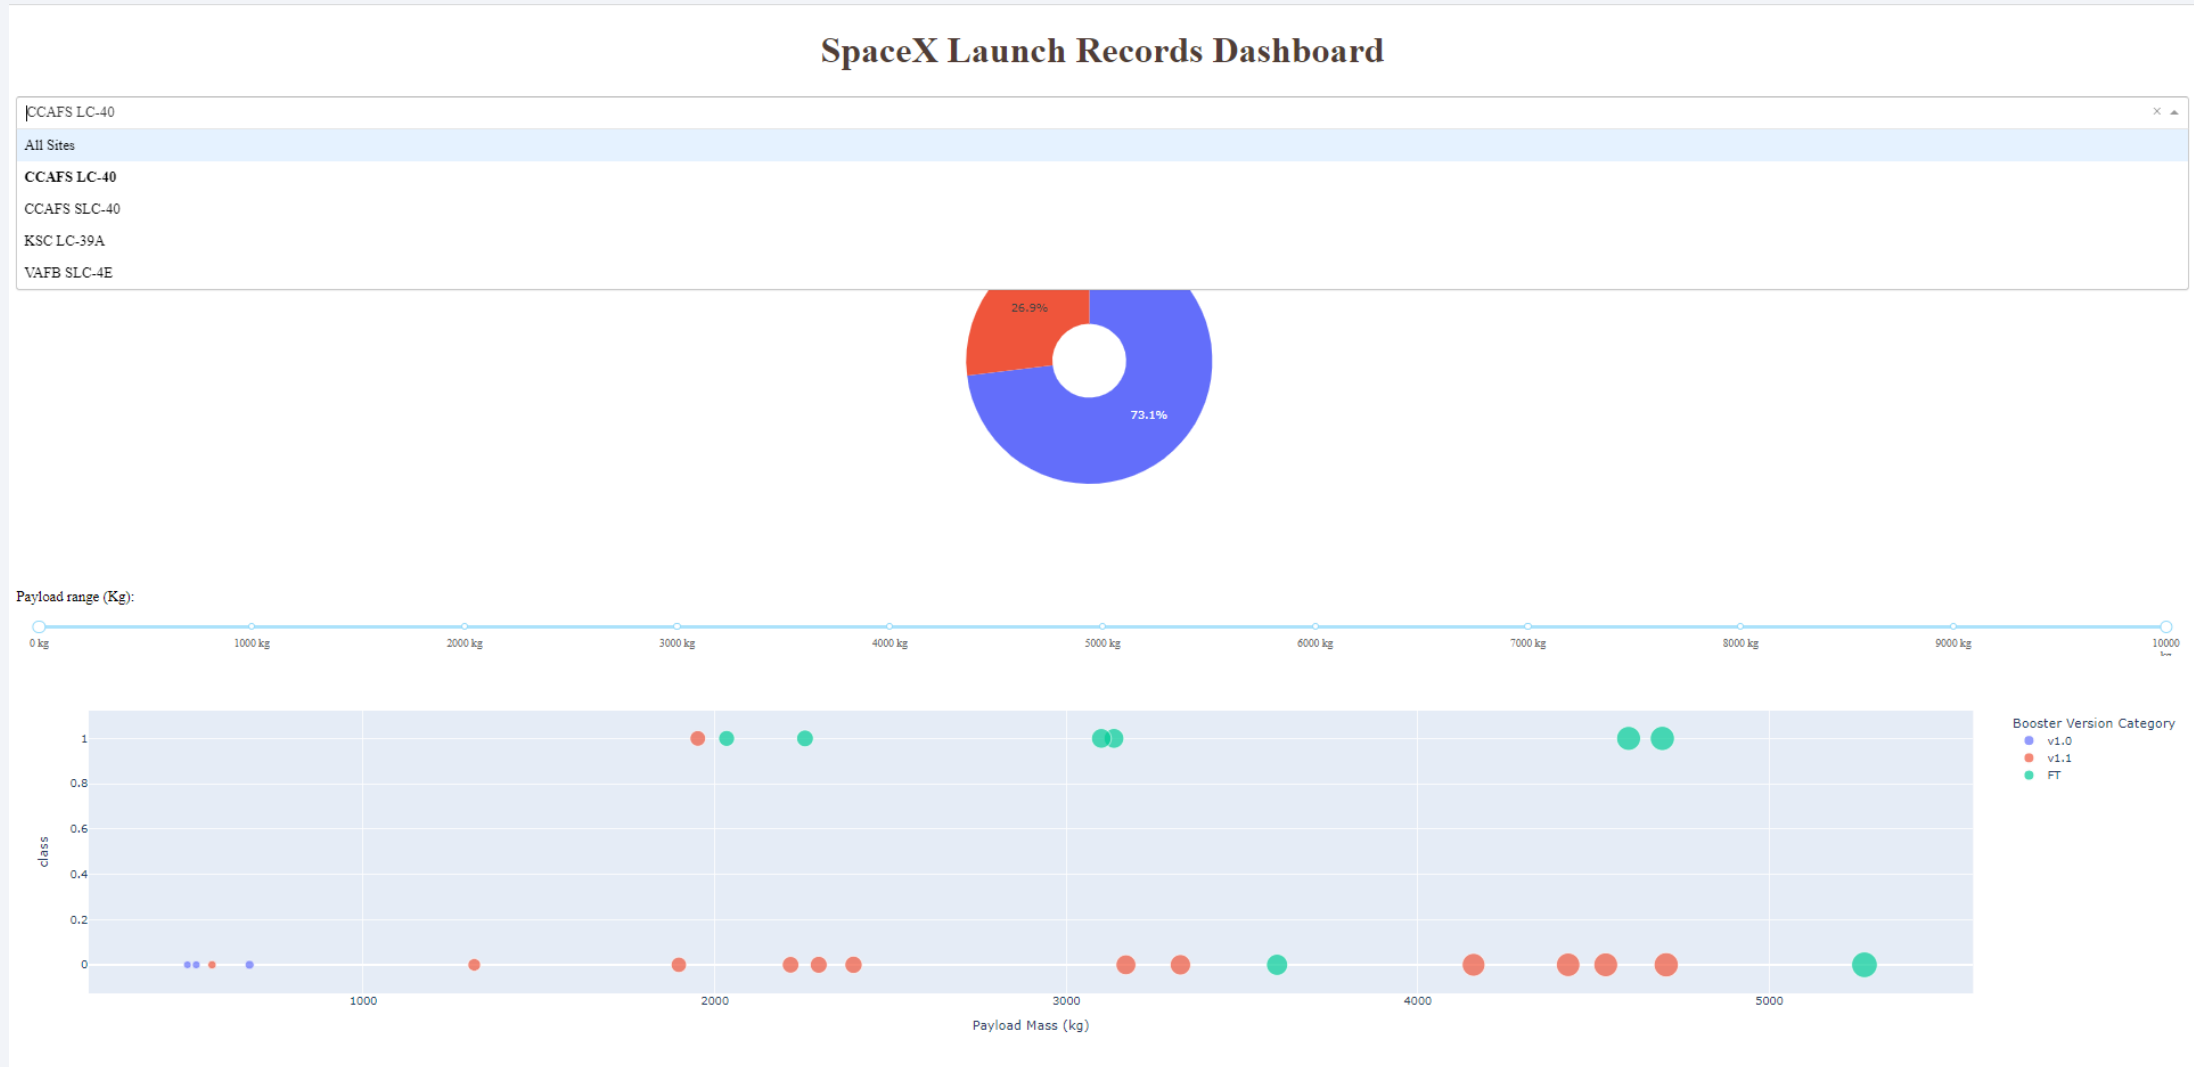 SpaceX Launch Records Dashboard
CCAFS LC-40
All Sites
CCAFS LC-40
CCAFS SLC-40
KSC LC-39A
VAFB SLC-4E
26.9%
73.1%
Payload range (Kg):
0 kg 1000 kg 2000 kg 3000 kg 4000 kg 5000 kg 6000 kg 7000 kg 8000 kg 9000 kg 10000
Booster Version Category
v1.0
v1.1
FT
1
0.8
0.6
0.4
0.2
0
class
1000 2000 3000 4000 5000
Payload Mass (kg)